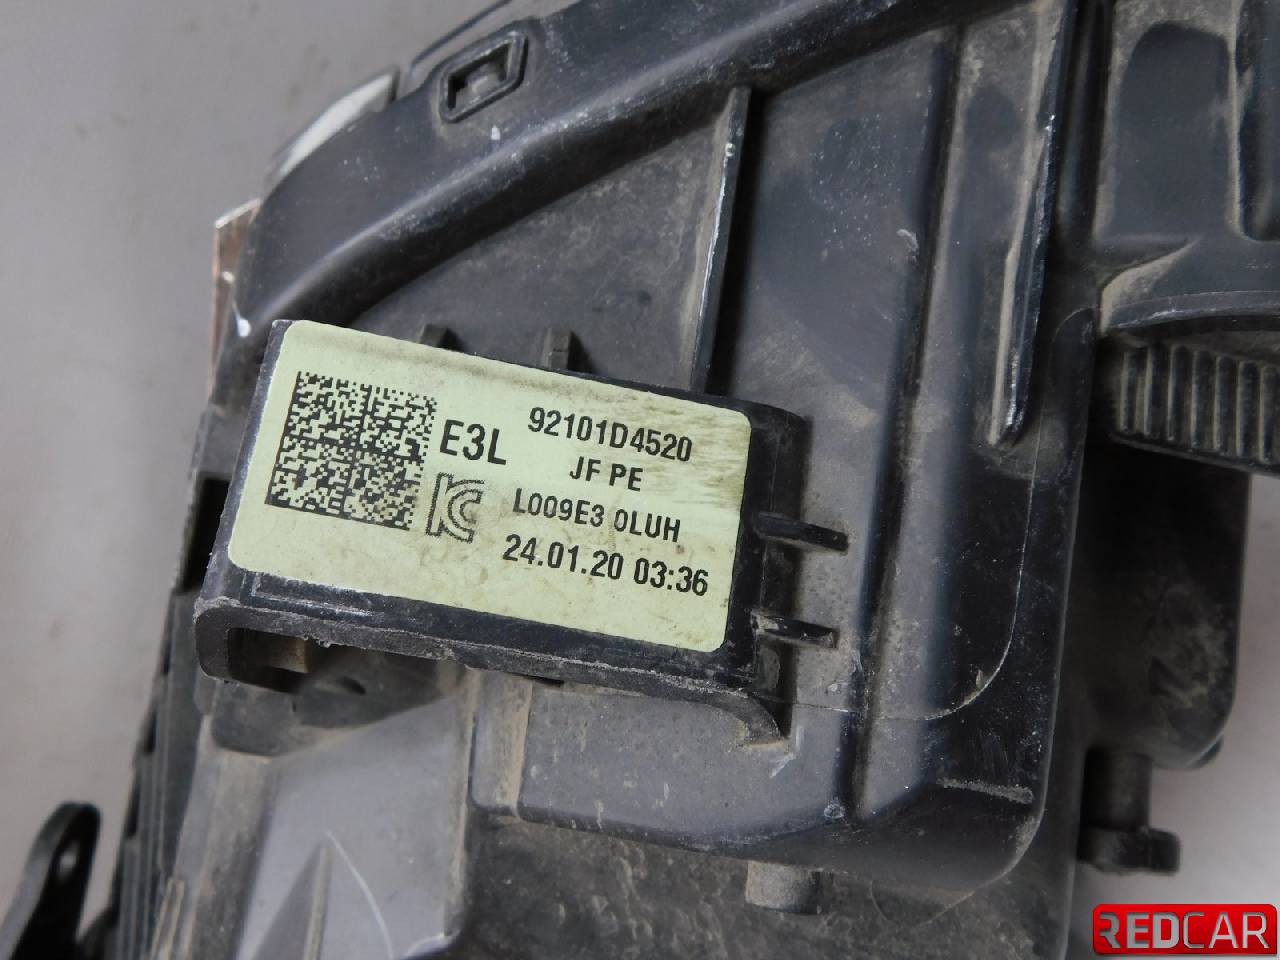 E3L
92101D4520
JF PE
L009E3 0LUH
24.01.20 03:36
REDCAR